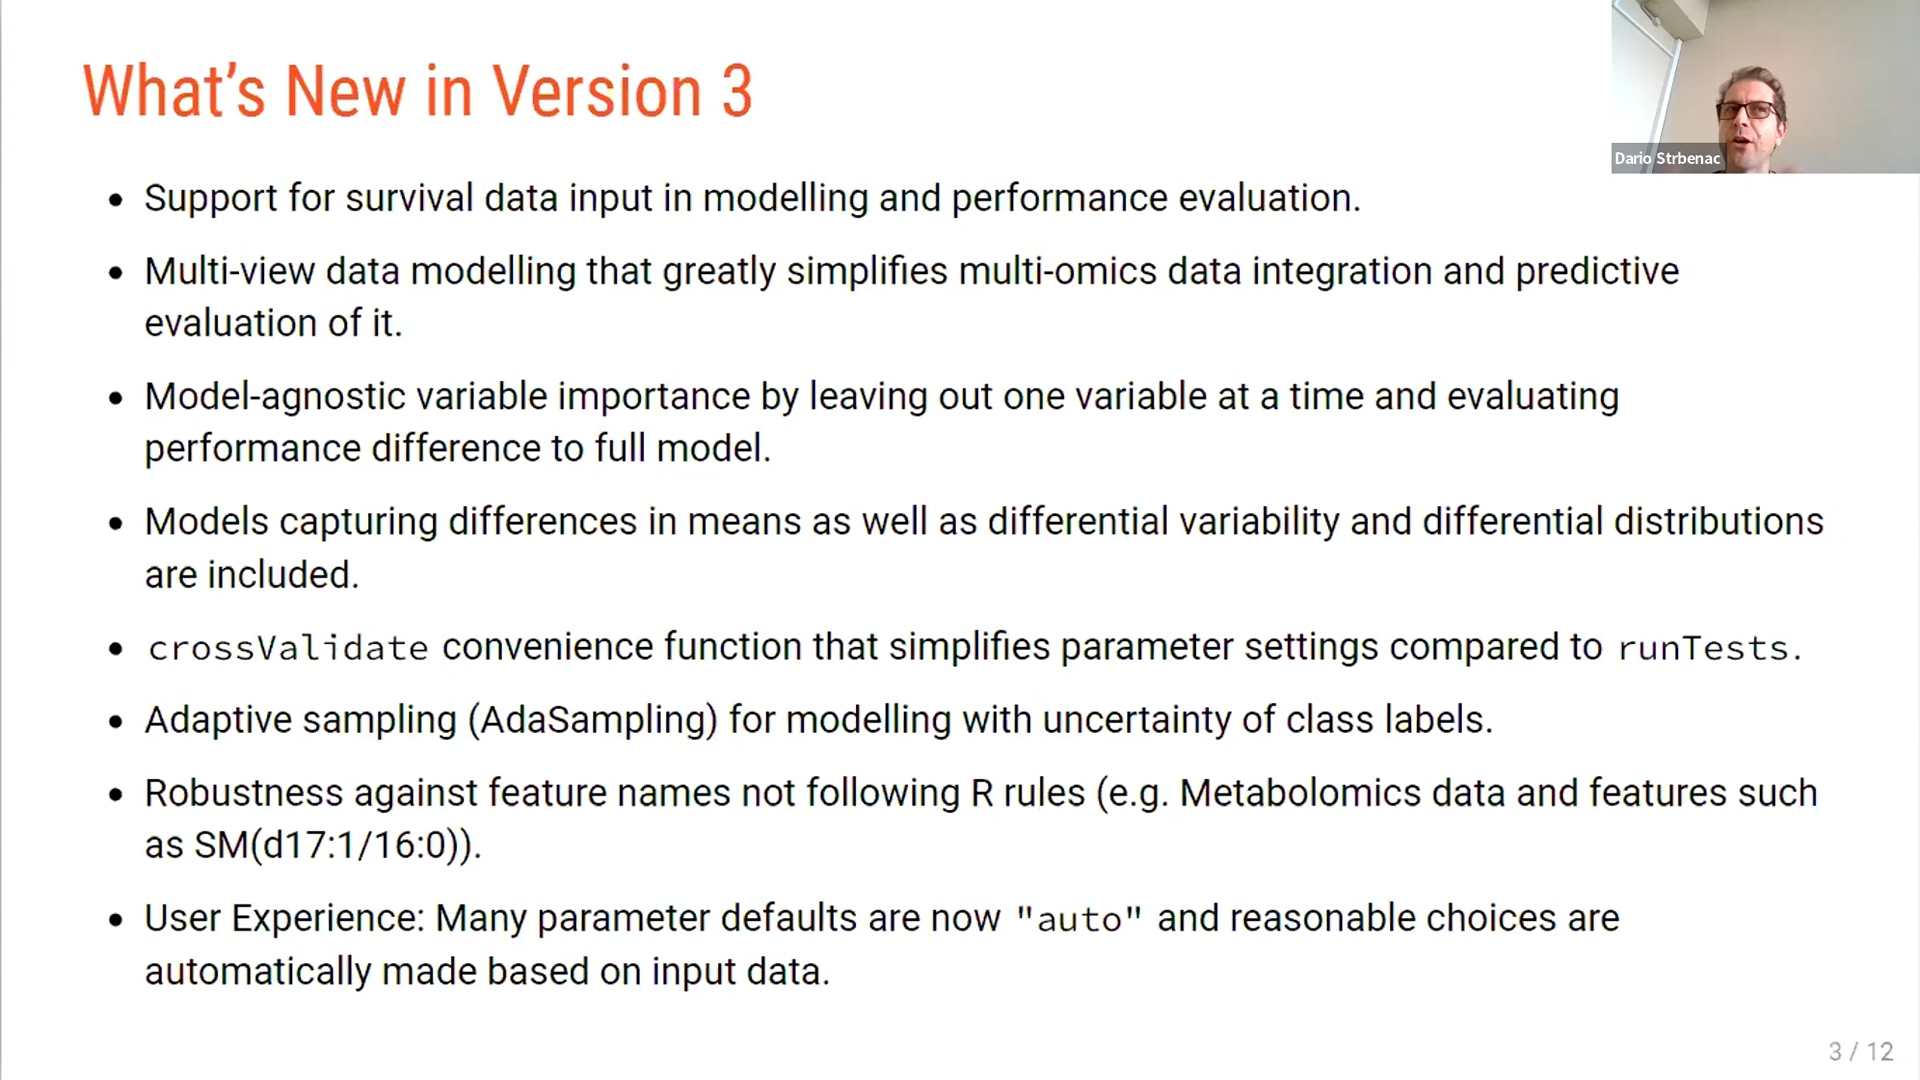 What's New in Version 3
Dario Strbenac
• Support for survival data input in modelling and performance evaluation.
• Multi-view data modelling that greatly simplifies multi-omics data integration and predictive
evaluation of it.
• Model-agnostic variable importance by leaving out one variable at a time and evaluating
performance difference to full model.
• Models capturing differences in means as well as differential variability and differential distributions
are included.
• crossValidate convenience function that simplifies parameter settings compared to runTests.
• Adaptive sampling (AdaSampling) for modelling with uncertainty of class labels.
• Robustness against feature names not following R rules (e.g. Metabolomics data and features such
as SM(d17:1/16:0)).
• User Experience: Many parameter defaults are now "auto" and reasonable choices are
automatically made based on input data.
3 / 12